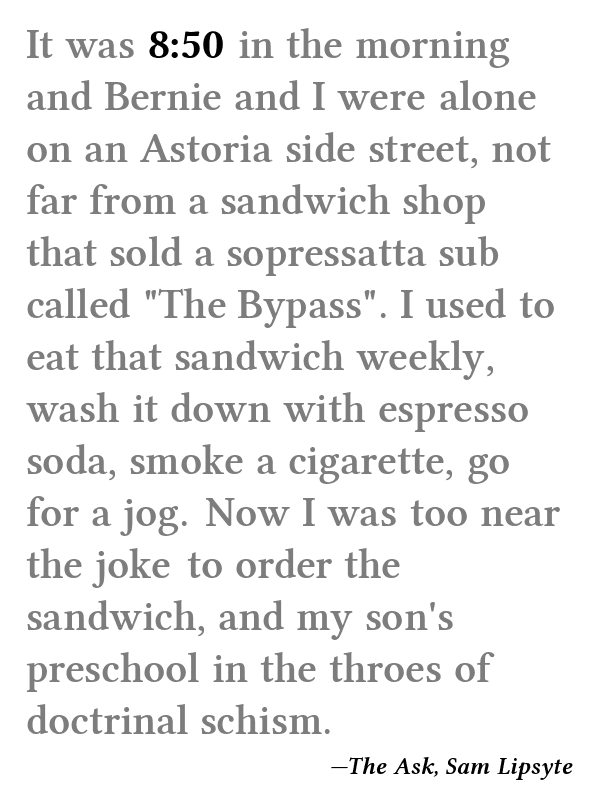 It was 8:50 in the morning
and Bernie and I were alone
on an Astoria side street, not
far from a sandwich shop
that sold a sopressatta sub
called "The Bypass". I used to
eat that sandwich weekly,
wash it down with espresso
soda, smoke a cigarette, go
for a jog. Now I was too near
the joke to order the
sandwich, and my son's
preschool in the throes of
doctrinal schism.
—The Ask, Sam Lipsyte